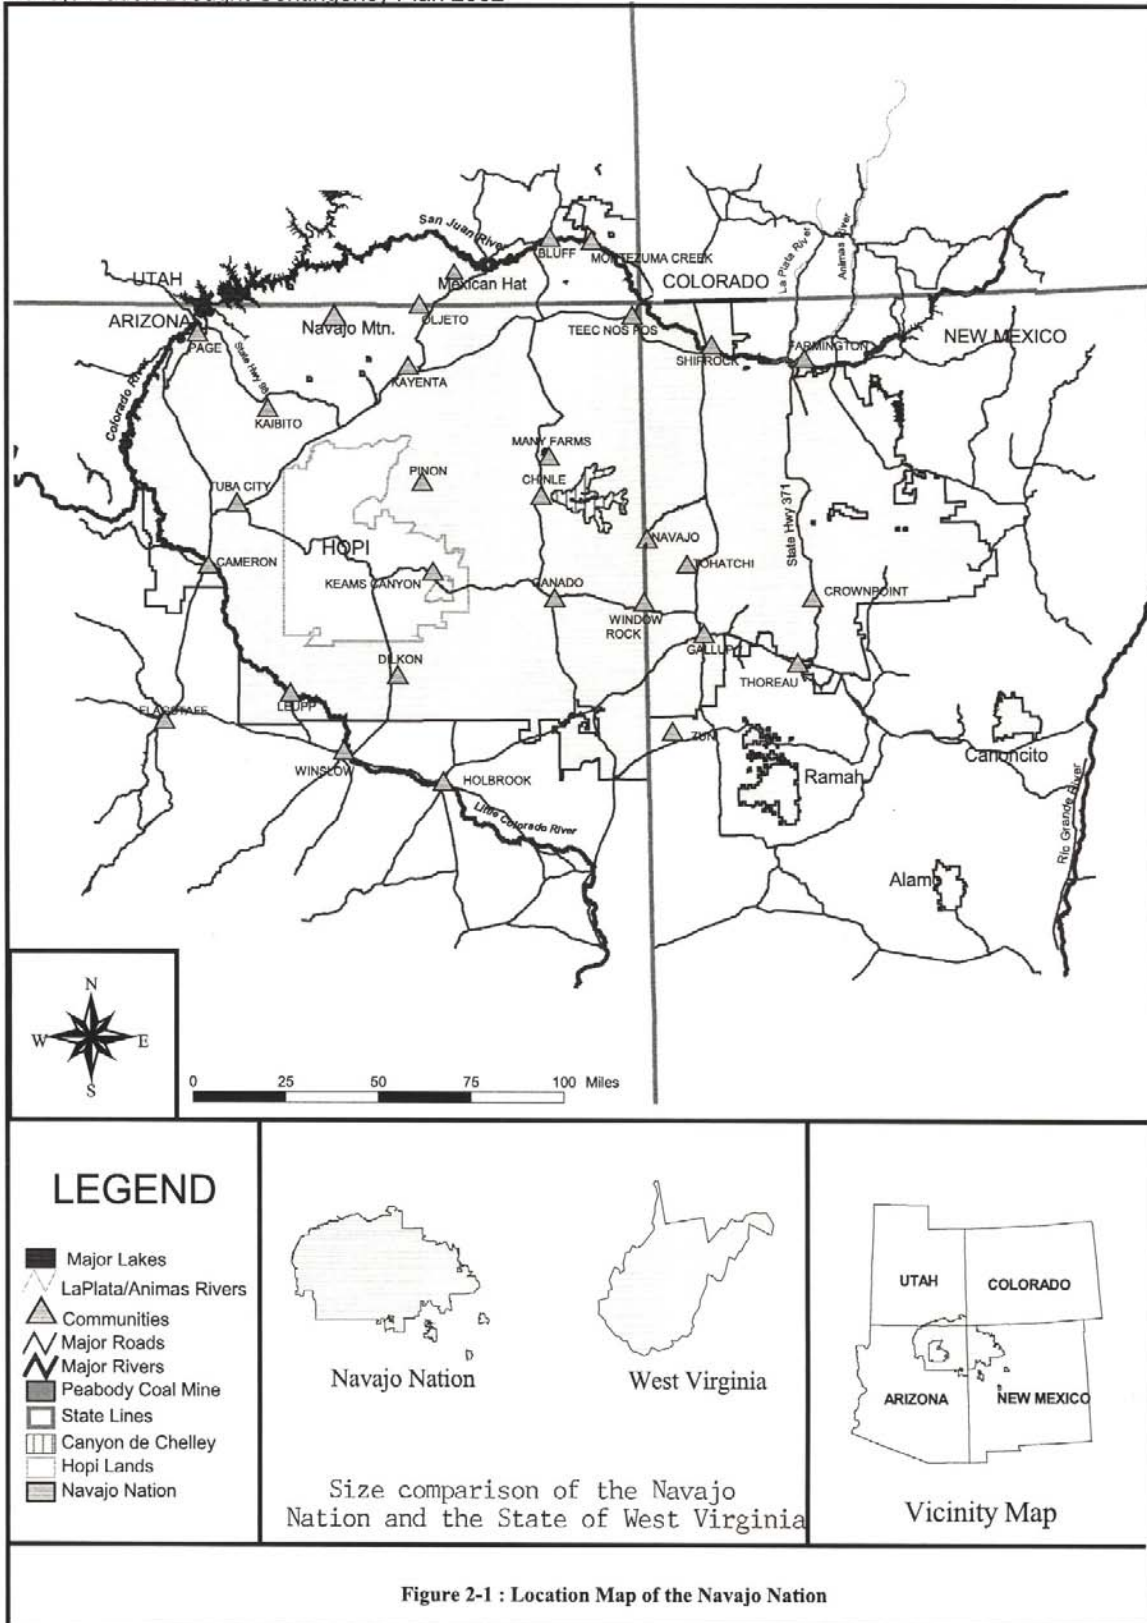 Contingency Plan 2002
San Juan River
BLUFF
MONTEZUMA CREEK
La Plata River
Animas River
UTAH
Mexican Hat
COLORADO
ARIZONA
Navajo Mtn.
OLJETO
TEEC NOS POS
NEW MEXICO
PAGE
SHIPROCK
FARMINGTON
State Hwy 98
KAYENTA
Colorado River
KAIBITO
MANY FARMS
PINON
CHINLE
TUBA CITY
State Hwy 371
HOPI
NAVAJO
CAMERON
TOHATCHI
KEAMS CANYON
GANADO
CROWNPOINT
WINDOW
ROCK
GALLUP
DILKON
THOREAU
LEUPP
FLAGSTAFF
ZUNI
Canoncito
WINSLOW
HOLBROOK
Ramah
Little Colorado River
Rio Grande River
Alamo
N
W E
S
0 25 50 75 100 Miles
LEGEND
Major Lakes
LaPlata/Animas Rivers
Communities
Major Roads
Major Rivers
Peabody Coal Mine
State Lines
Canyon de Chelley
Hopi Lands
Navajo Nation
Navajo Nation
West Virginia
Size comparison of the Navajo
Nation and the State of West Virginia
UTAH
COLORADO
ARIZONA
NEW MEXICO
Vicinity Map
Figure 2-1 : Location Map of the Navajo Nation